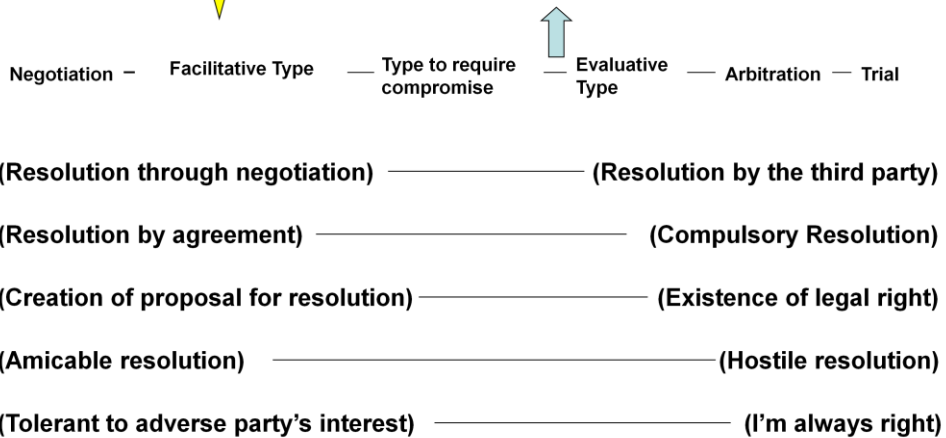 Negotiation – Facilitative Type — Type to require compromise — Evaluative Type — Arbitration — Trial
(Resolution through negotiation) — (Resolution by the third party)
(Resolution by agreement) — (Compulsory Resolution)
(Creation of proposal for resolution) — (Existence of legal right)
(Amicable resolution) — (Hostile resolution)
(Tolerant to adverse party's interest) — (I'm always right)